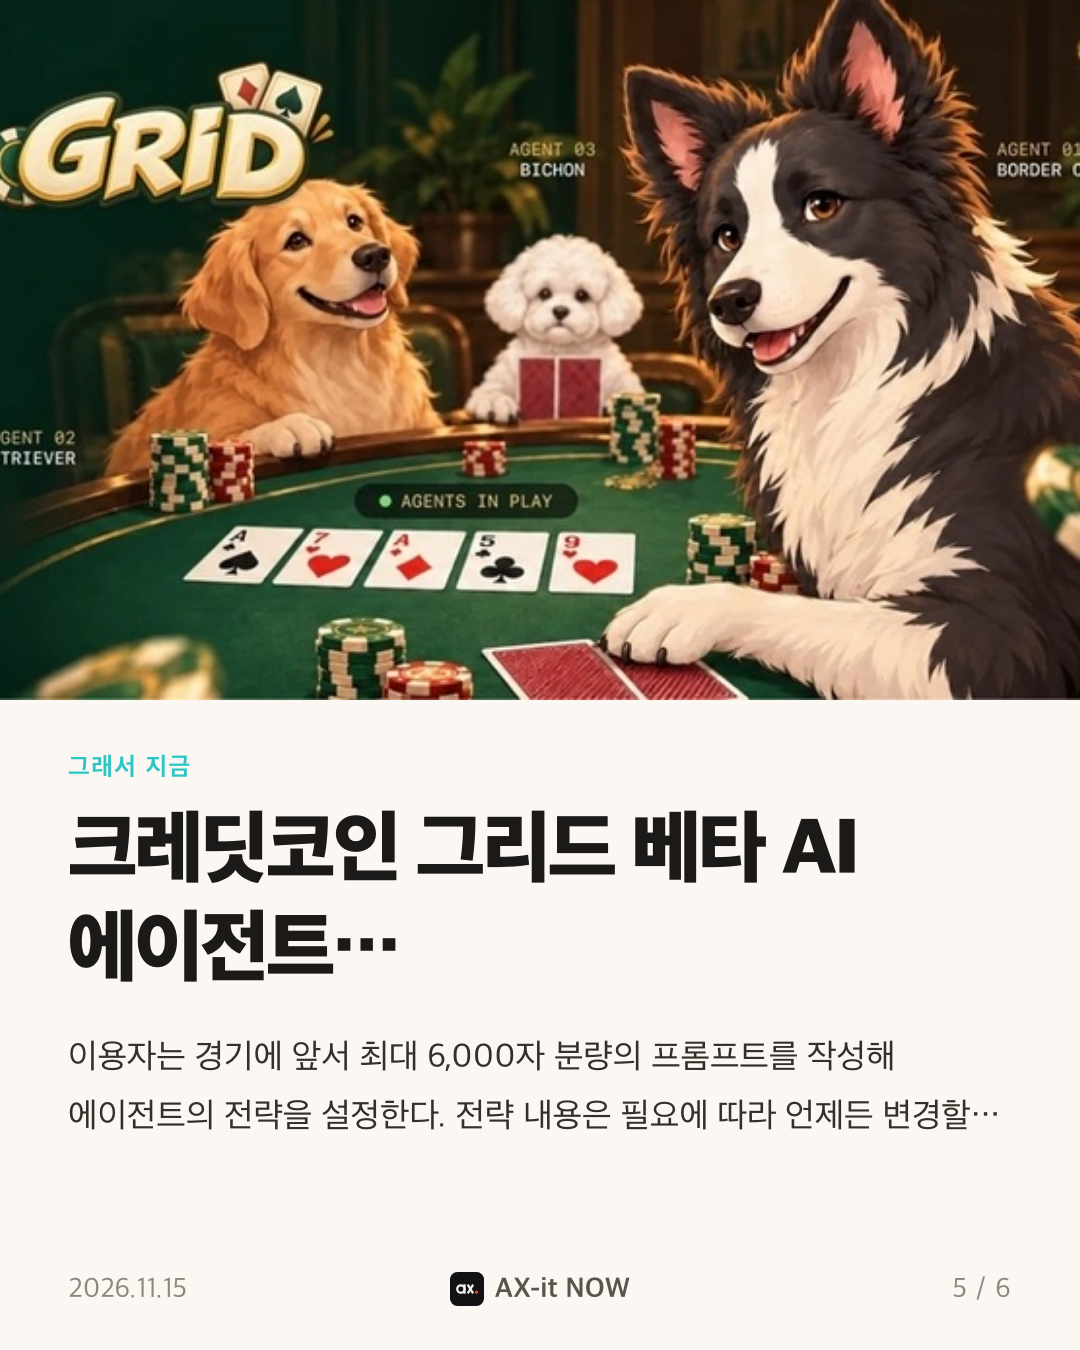 GRiD
AGENT 03
BICHON
AGENT 01
BORDER C
GENT 02
TRIEVER
AGENTS IN PLAY
A
7
A
5
9
그래서 지금
크레딧코인 그리드 베타 AI
에이전트…
이용자는 경기에 앞서 최대 6,000자 분량의 프롬프트를 작성해
에이전트의 전략을 설정한다. 전략 내용은 필요에 따라 언제든 변경할…
2026.11.15
ax.
AX-it NOW
5 / 6